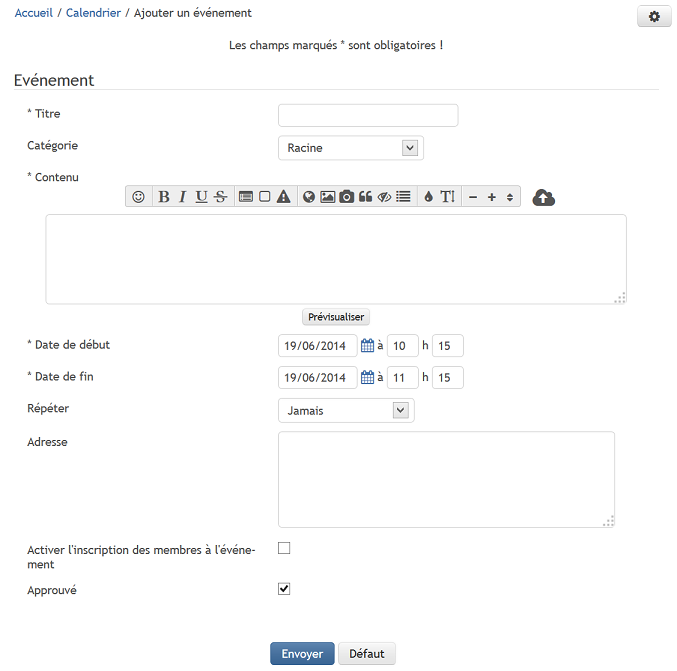 Accueil / Calendrier / Ajouter un événement
Les champs marqués * sont obligatoires !
Evénement
* Titre
Catégorie
Racine
* Contenu
B I U S
T!
Prévisualiser
* Date de début
19/06/2014 à 10 h 15
* Date de fin
19/06/2014 à 11 h 15
Répéter
Jamais
Adresse
Activer l'inscription des membres à l'événe-
ment
Approuvé
Envoyer Défaut